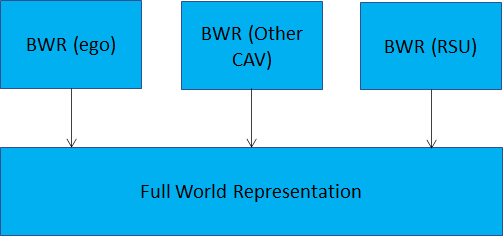 BWR (ego)
BWR (Other
CAV)
BWR (RSU)
Full World Representation